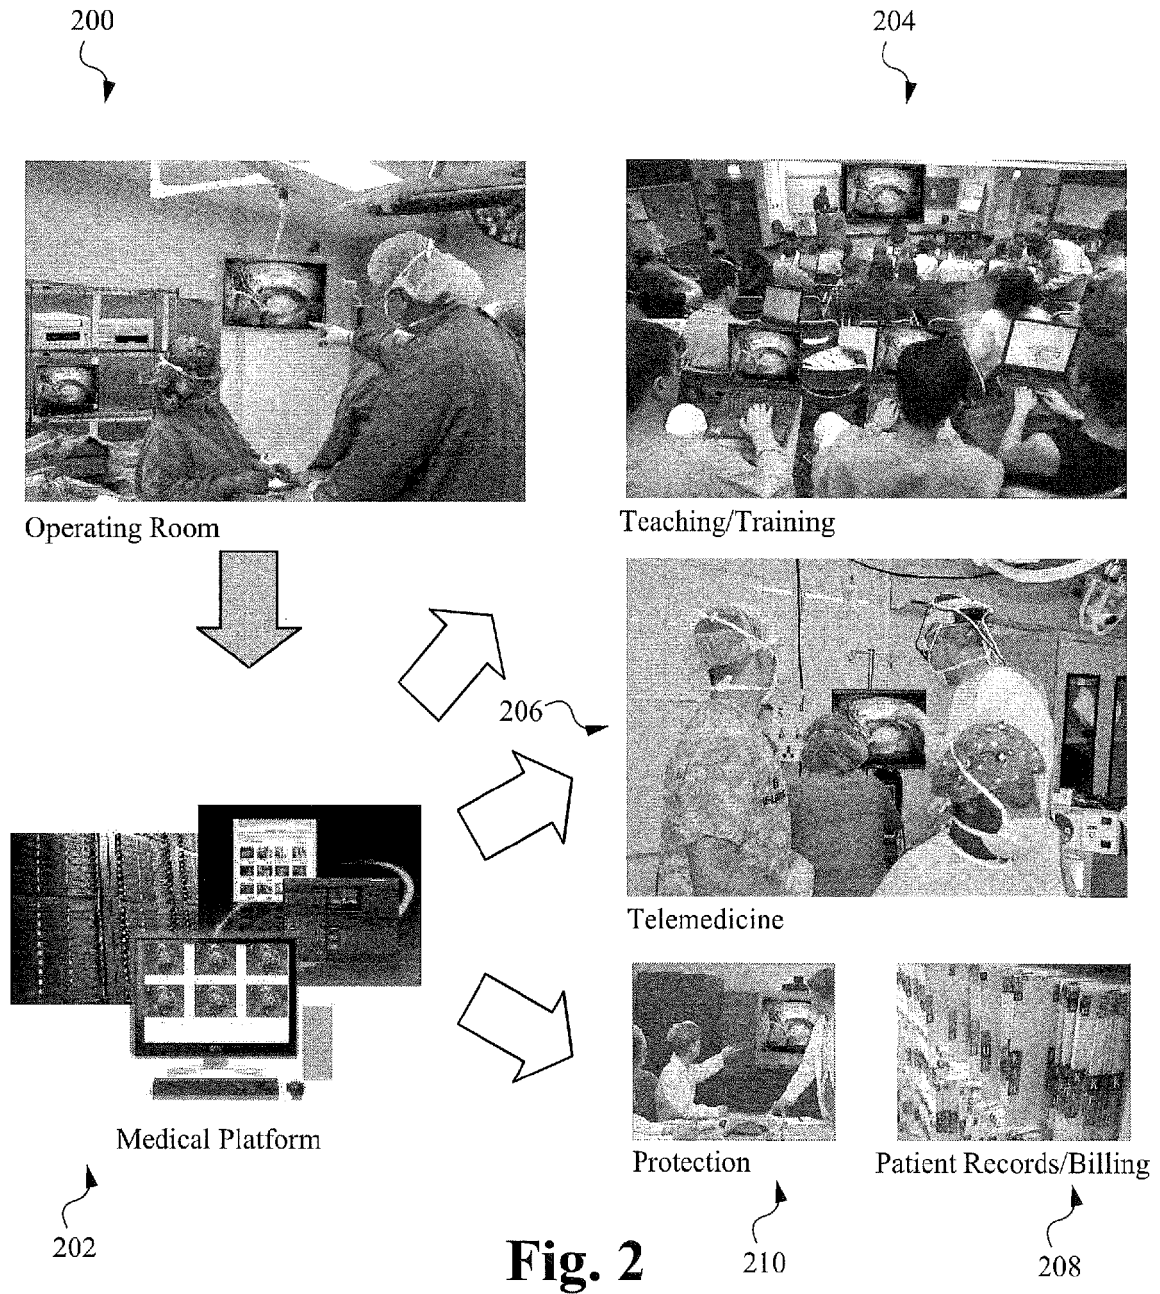 200
204
Operating Room
Teaching/Training
206
Telemedicine
Medical Platform
Protection
Patient Records/Billing
202
Fig. 2
210
208